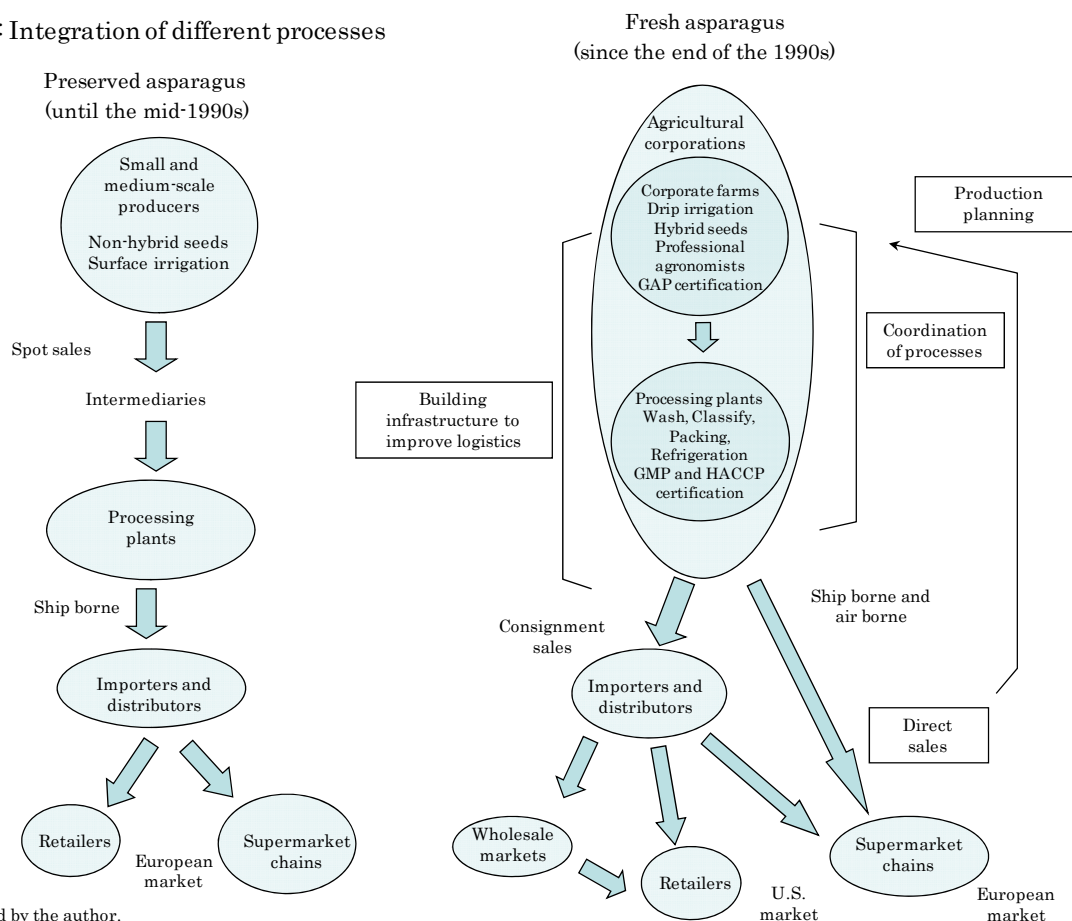 : Integration of different processes
Preserved asparagus
(until the mid-1990s)
Small and
medium-scale
producers
Non-hybrid seeds
Surface irrigation
Spot sales
Intermediaries
Processing
plants
Ship borne
Importers and
distributors
Retailers
European
market
Supermarket
chains
Fresh asparagus
(since the end of the 1990s)
Agricultural
corporations
Corporate farms
Drip irrigation
Hybrid seeds
Professional
agronomists
GAP certification
Production
planning
Coordination
of processes
Building
infrastructure to
improve logistics
Processing plants
Wash, Classify,
Packing,
Refrigeration
GMP and HACCP
certification
Consignment
sales
Ship borne and
air borne
Importers and
distributors
Direct
sales
Wholesale
markets
Retailers
U.S.
market
Supermarket
chains
European
market
d by the author.